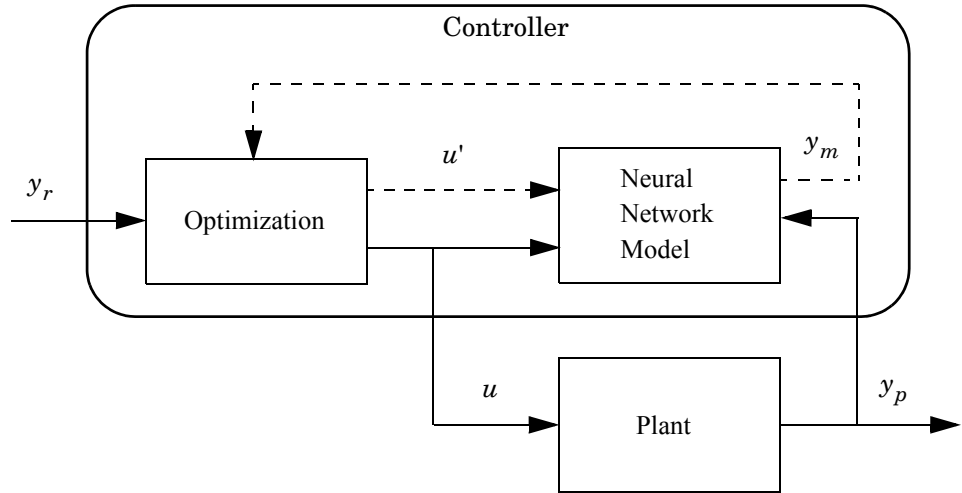 Controller
u'
y_m
y_r
Optimization
Neural
Network
Model
u
y_p
Plant